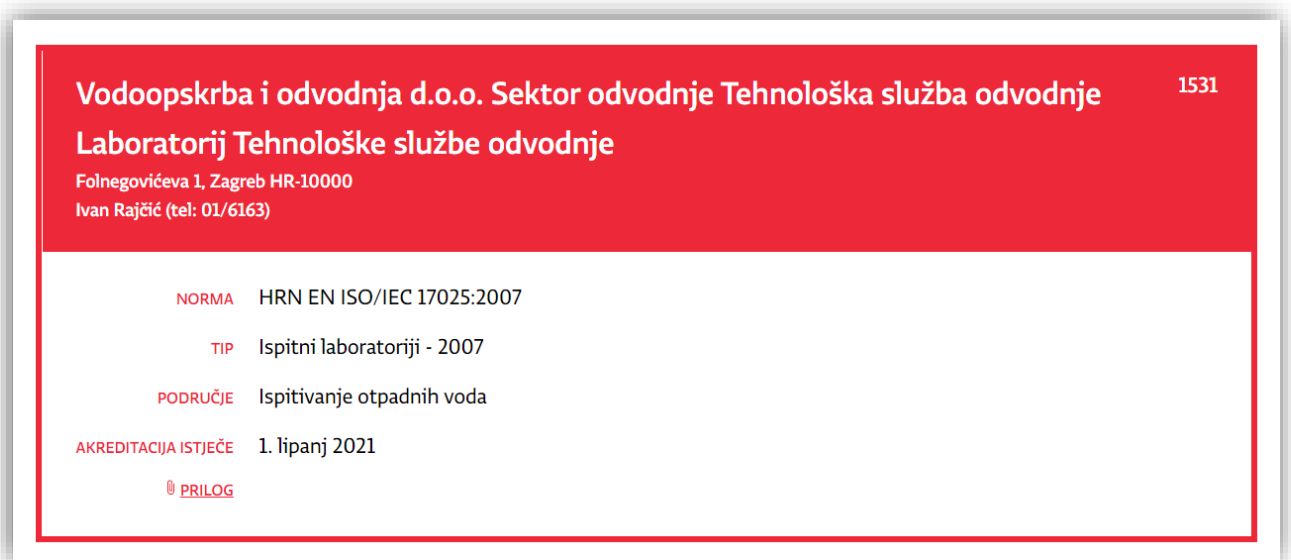 Vodoopskrba i odvodnja d.o.o. Sektor odvodnje Tehnološka služba odvodnje 1531
Laboratorij Tehnološke službe odvodnje
Folnegovićeva 1, Zagreb HR-10000
Ivan Rajčić (tel: 01/6163)
NORMA HRN EN ISO/IEC 17025:2007
TIP Ispitni laboratoriji - 2007
PODRUČJE Ispitivanje otpadnih voda
AKREDITACIJA ISTJEČE 1. lipanj 2021
PRILOG